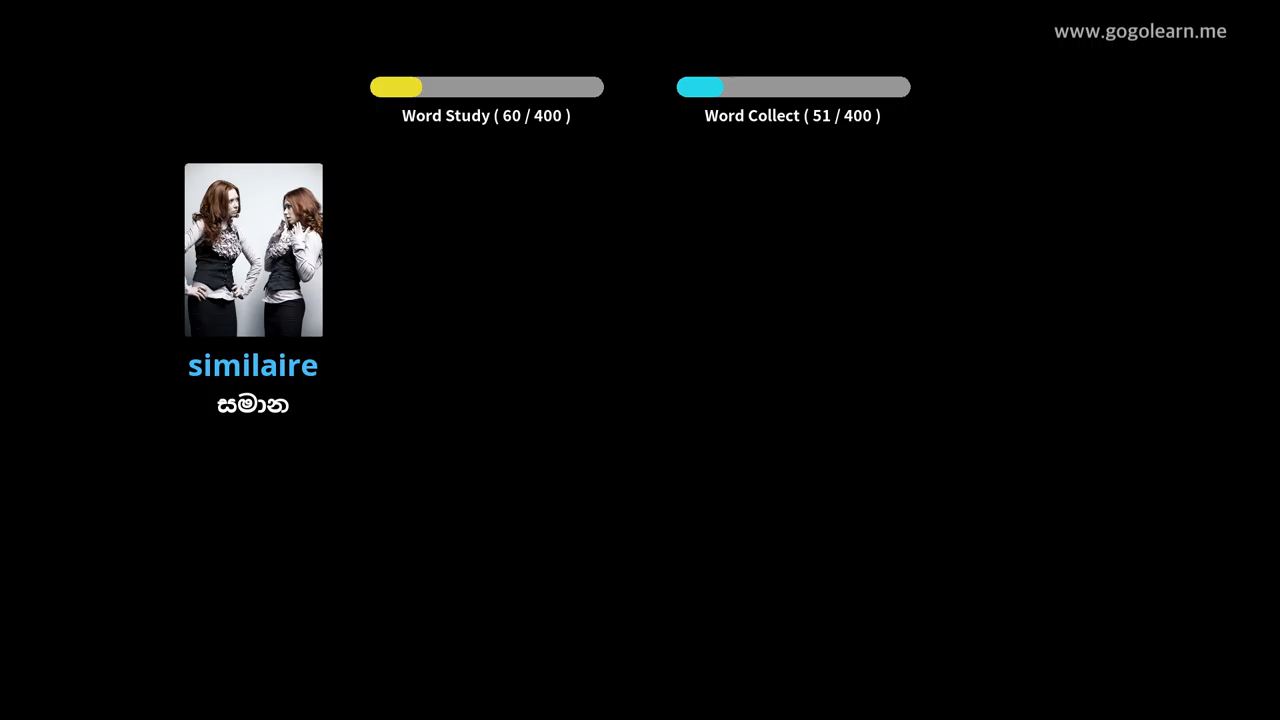 www.gogolearn.me
Word Study ( 60 / 400 )
Word Collect ( 51 / 400 )
similaire
සමාන